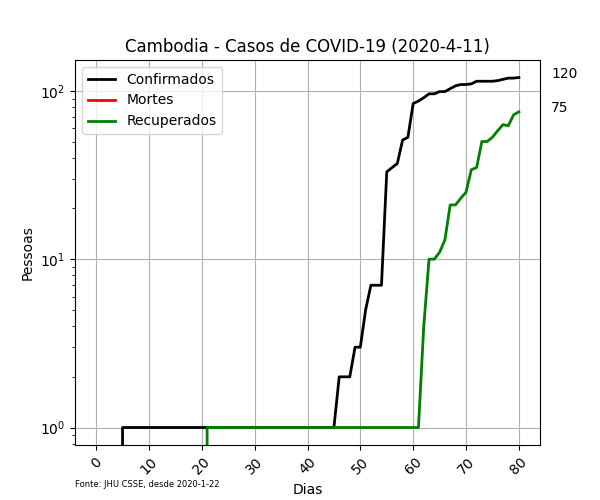 Cambodia - Casos de COVID-19 (2020-4-11)
Confirmados
Mortes
Recuperados
120
75
10²
10¹
10⁰
Pessoas
0 10 20 30 40 50 60 70 80
Dias
Fonte: JHU CSSE, desde 2020-1-22